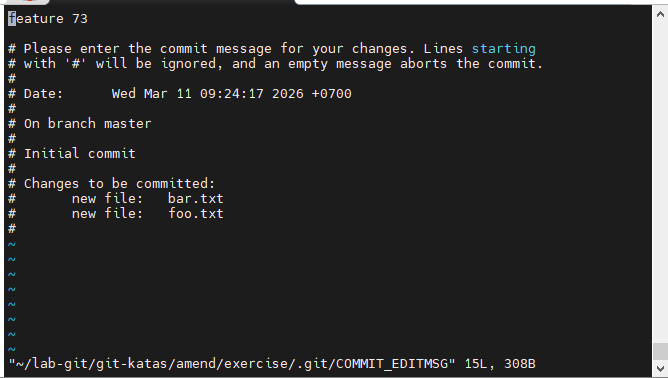 feature 73
# Please enter the commit message for your changes. Lines starting
# with '#' will be ignored, and an empty message aborts the commit.
#
# Date:      Wed Mar 11 09:24:17 2026 +0700
#
# On branch master
#
# Initial commit
#
# Changes to be committed:
#       new file:   bar.txt
#       new file:   foo.txt
#
~
~
~
~
~
~
~
~
"~/lab-git/git-katas/amend/exercise/.git/COMMIT_EDITMSG" 15L, 308B